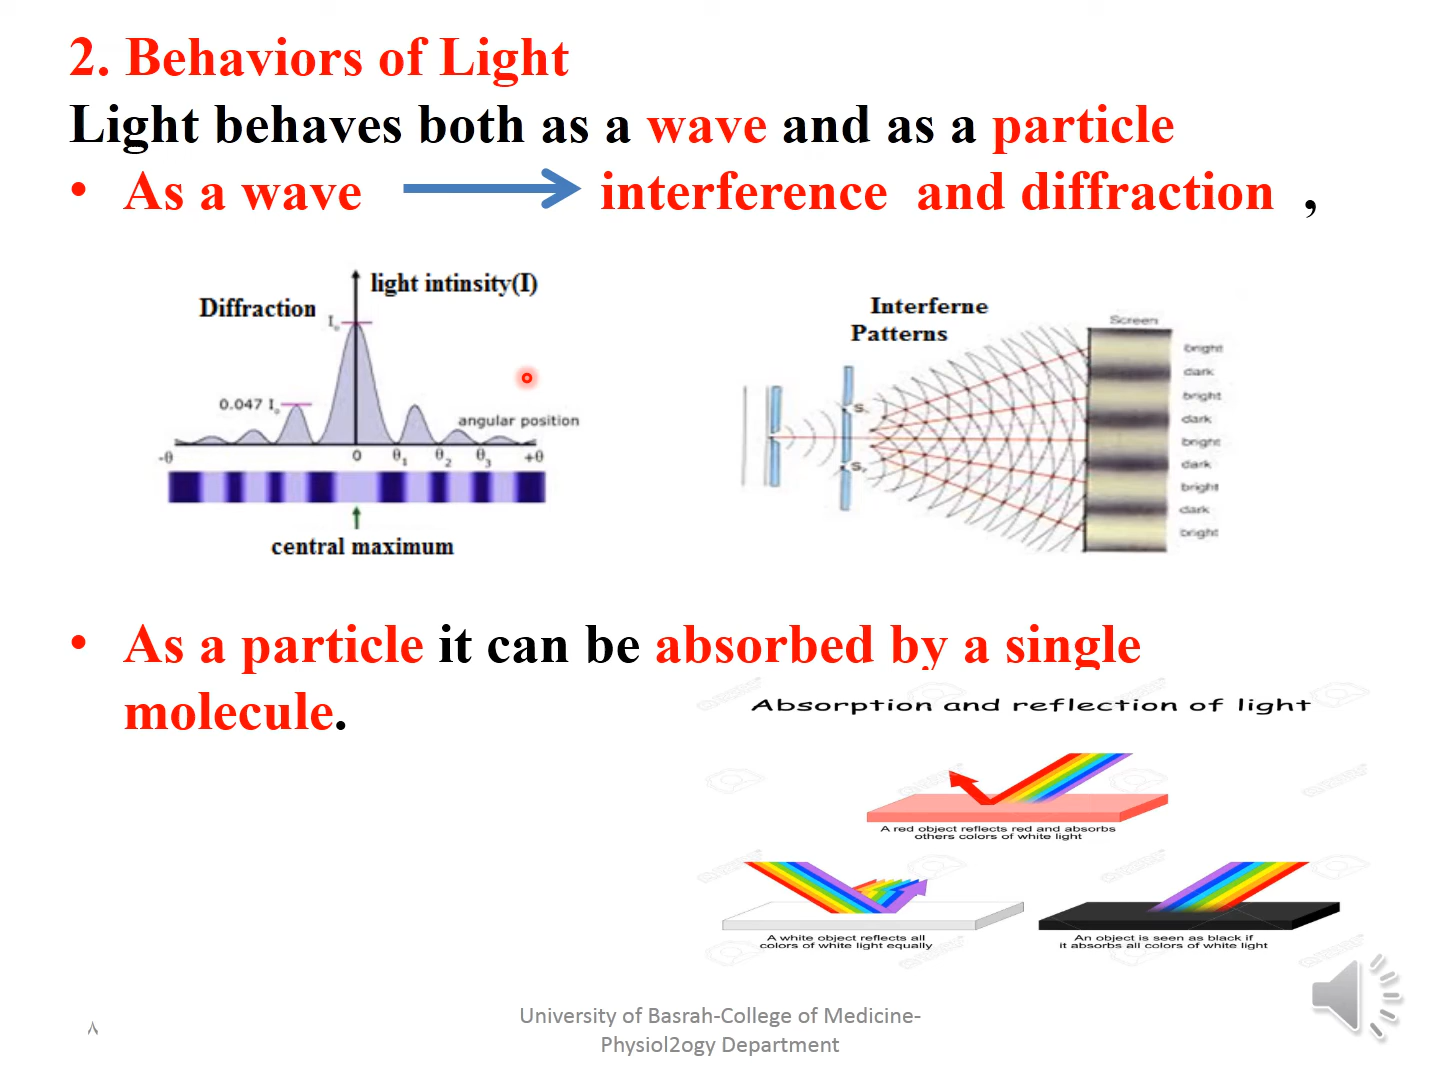 2. Behaviors of Light
Light behaves both as a wave and as a particle
• As a wave interference and diffraction ,
light intinsity(I)
Diffraction
I₀
0.047 I₀
angular position
-θ 0 θ₁ θ₂ θ₃ +θ
central maximum
Interferne
Patterns
Screen
bright
dark
bright
dark
bright
dark
bright
dark
bright
S₁
S₂
• As a particle it can be absorbed by a single
molecule.
Absorption and reflection of light
A red object reflects red and absorbs
others colors of white light
A white object reflects all
colors of white light equally
An object is seen as black if
it absorbs all colors of white light
٨
University of Basrah-College of Medicine-
Physiol2ogy Department